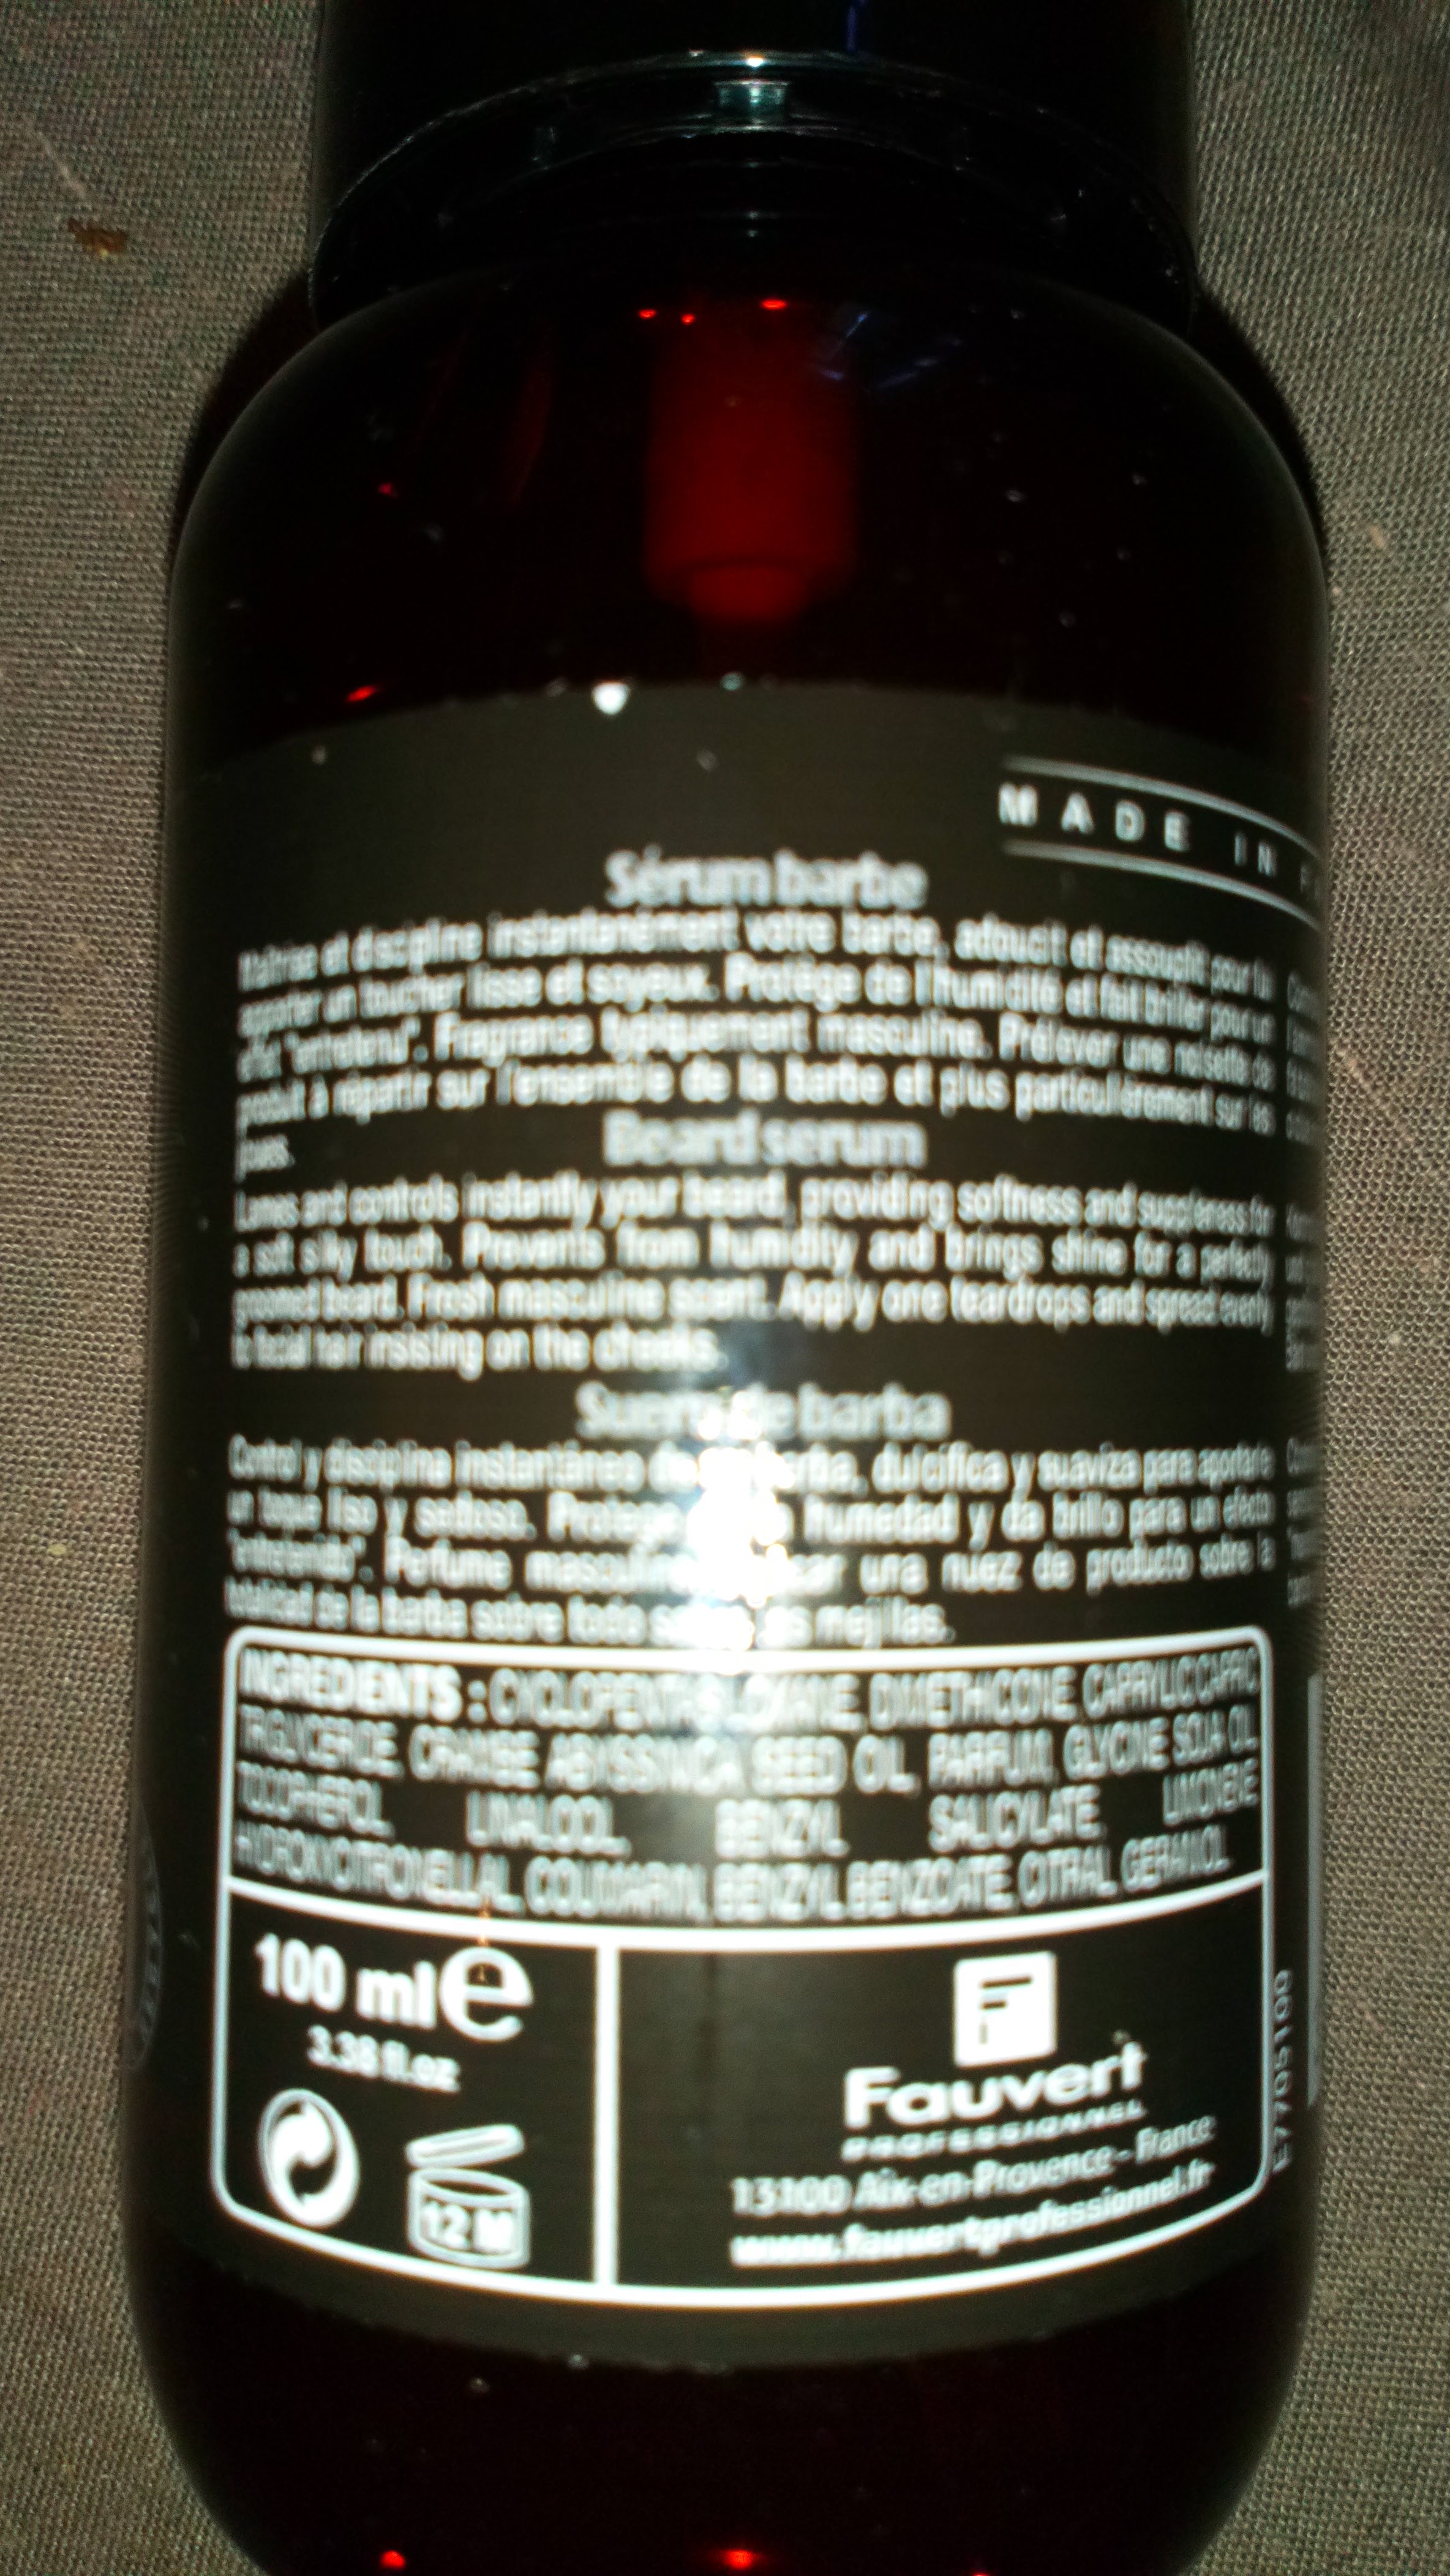 MADE IN
Sérum barbe
Maîtrise et discipline instantanément votre barbe, adoucit et assouplit pour lui
apporter un toucher lisse et soyeux. Protège de l'humidité et fait briller pour un
effet "entretenu". Fragrance typiquement masculine. Prélever une noisette de
produit à répartir sur l'ensemble de la barbe et plus particulièrement sur les
joues.
Beard serum
and controls instantly your beard, providing softness and suppleness for
a soft silky touch. Prevents from humidity and brings shine for a perfectly
groomed beard. Fresh masculine scent. Apply one teardrops and spread evenly
to facial hair insisting on the cheeks.
Suero de barba
Control y disciplina instantánea barba, dulcifica y suaviza para aportarle
un toque liso y sedoso. Protege humedad y da brillo para un efecto
Perfume masculino una nuez de producto sobre la
totalidad de la barba sobre todo las mejillas.
INGREDIENTS : CYCLOPENTASILOXANE, DIMETHICONE, CAPRYLIC/CAPRIC
TRIGLYCERIDE, CRAMBE ABYSSINICA SEED OIL, PARFUM, GLYCINE SOJA OIL,
TOCOPHEROL, LINALOOL, BENZYL SALICYLATE, LIMONENE,
HYDROXYCITRONELLAL, COUMARIN, BENZYL BENZOATE, CITRAL, GERANIOL.
100 ml e
3.38 fl.oz
12 M
F
Fauvert
PROFESSIONNEL
13100 Aix-en-Provence - France
www.fauvertprofessionnel.fr